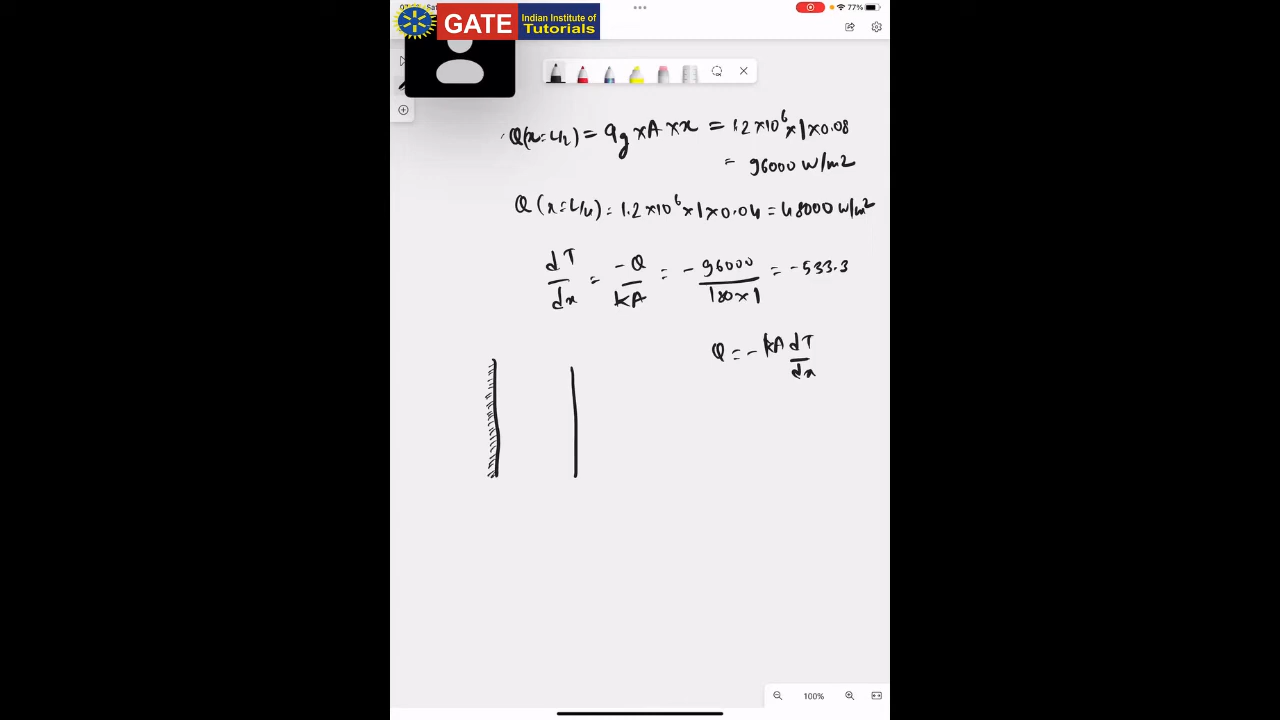 GATE Indian Institute of Tutorials
77%
Q(x=L/2) = qg×A×x = 1.2×10⁶×1×0.08
= 96000 W/m2
Q(x=L/4) = 1.2×10⁶×1×0.04 = 48000 W/m²
dT/dx = -Q/kA = -96000/180×1 = -533.3
Q = -kA dT/dx
100%